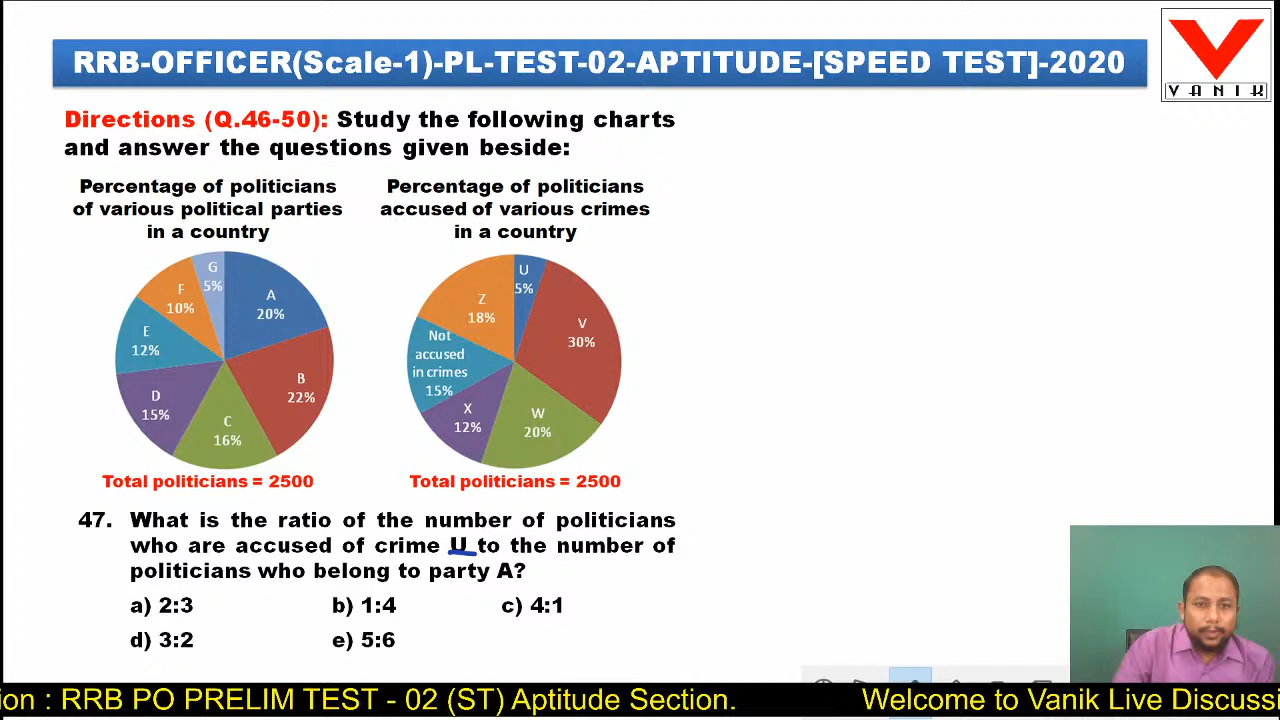 RRB-OFFICER(Scale-1)-PL-TEST-02-APTITUDE-[SPEED TEST]-2020
VANIK
Directions (Q.46-50): Study the following charts
and answer the questions given beside:
Percentage of politicians
of various political parties
in a country
G
5%
A
20%
F
10%
E
12%
B
22%
D
15%
C
16%
Total politicians = 2500
Percentage of politicians
accused of various crimes
in a country
U
5%
Z
18%
V
30%
Not
accused
in crimes
15%
X
12%
W
20%
Total politicians = 2500
47. What is the ratio of the number of politicians
who are accused of crime U to the number of
politicians who belong to party A?
a) 2:3 b) 1:4 c) 4:1
d) 3:2 e) 5:6
ion : RRB PO PRELIM TEST - 02 (ST) Aptitude Section. Welcome to Vanik Live Discussi